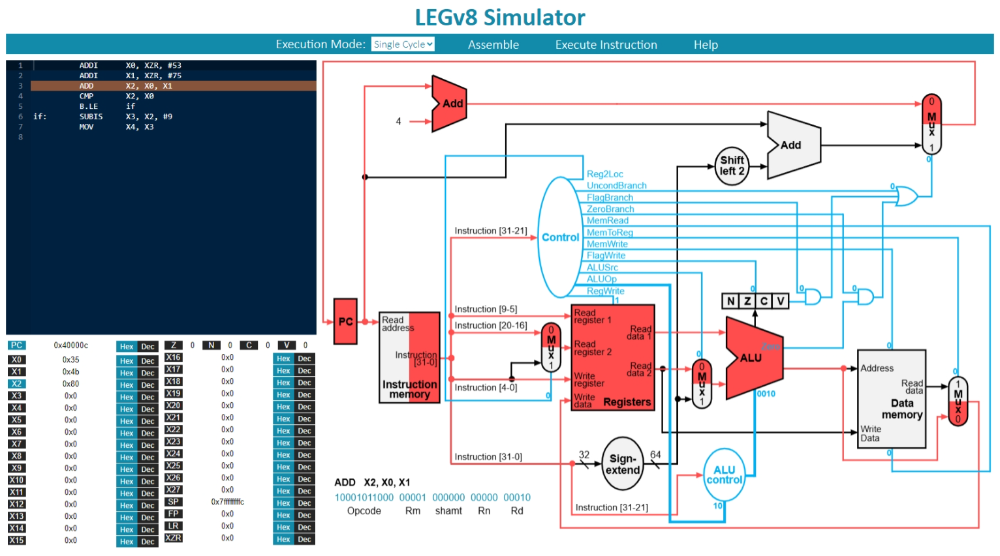 LEGv8 Simulator
Execution Mode: Single Cycle Assemble Execute Instruction Help
1 ADDI X0, XZR, #53
2 ADDI X1, XZR, #75
3 ADD X2, X0, X1
4 CMP X2, X0
5 B.LE if
6 if: SUBIS X3, X2, #9
7 MOV X4, X3
8
PC 0x40000c Hex Dec Z 0 N 0 C 0 V 0
X0 0x35 Hex Dec X16 0x0 Hex Dec
X1 0x4b Hex Dec X17 0x0 Hex Dec
X2 0x80 Hex Dec X18 0x0 Hex Dec
X3 0x0 Hex Dec X19 0x0 Hex Dec
X4 0x0 Hex Dec X20 0x0 Hex Dec
X5 0x0 Hex Dec X21 0x0 Hex Dec
X6 0x0 Hex Dec X22 0x0 Hex Dec
X7 0x0 Hex Dec X23 0x0 Hex Dec
X8 0x0 Hex Dec X24 0x0 Hex Dec
X9 0x0 Hex Dec X25 0x0 Hex Dec
X10 0x0 Hex Dec X26 0x0 Hex Dec
X11 0x0 Hex Dec X27 0x0 Hex Dec
X12 0x0 Hex Dec SP 0x7ffffffffc Hex Dec
X13 0x0 Hex Dec FP 0x0 Hex Dec
X14 0x0 Hex Dec LR 0x0 Hex Dec
X15 0x0 Hex Dec XZR 0x0 Hex Dec
Add
4
0
Mux
1
0
Add
Shift
left 2
Reg2Loc
UncondBranch
FlagBranch
ZeroBranch
MemRead
MemToReg
MemWrite
FlagWrite
ALUSrc
ALUOp
RegWrite
1
Control
0
0
0
0
N Z C V
Instruction [31-21]
Instruction [9-5]
Instruction [20-16]
Instruction [4-0]
Instruction [31-0]
PC
Read
address
Instruction
[31-0]
Instruction
memory
0
Mux
1
0
Read
register 1
Read
register 2
Write
register
Write
data
Read
data 1
Read
data 2
Registers
0
0
Mux
1
ALU
Zero
0010
0
Address
Read
data
Data
memory
Write
Data
0
0
1
Mux
0
32
Sign-
extend
64
ALU
control
10
Instruction [31-21]
ADD X2, X0, X1
10001011000 00001 000000 00000 00010
Opcode Rm shamt Rn Rd